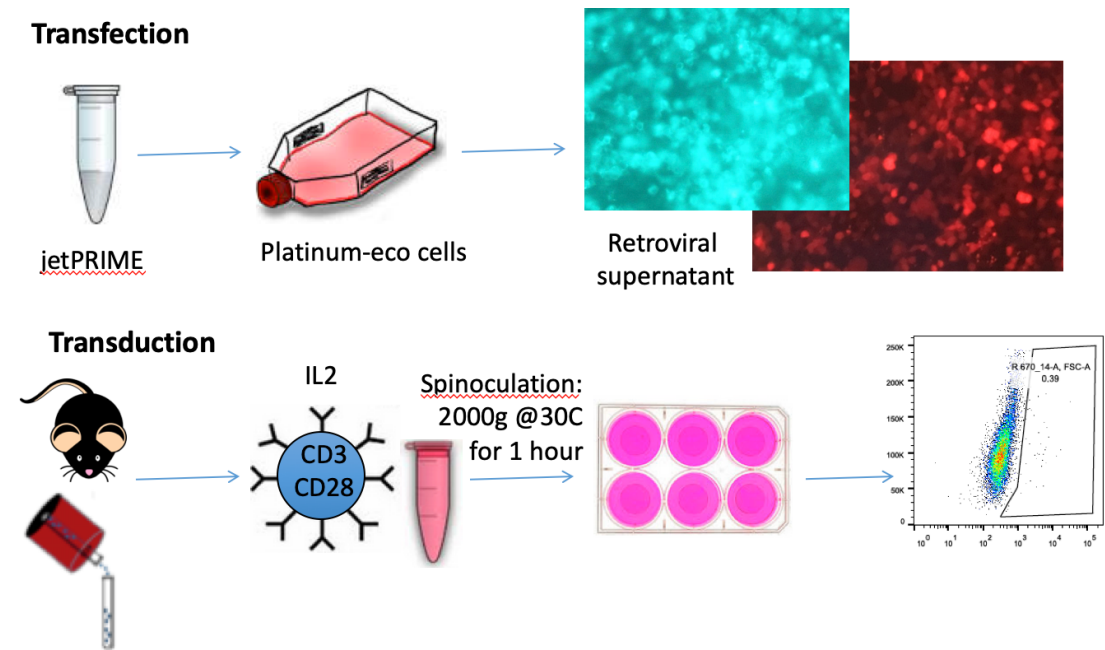 Transfection
jetPRIME
Platinum-eco cells
Retroviral
supernatant
Transduction
IL2
CD3
CD28
Spinoculation:
2000g @30C
for 1 hour
250K
200K
150K
100K
50K
0
R 670_14-A, FSC-A
0.39
10^0 10^1 10^2 10^3 10^4 10^5